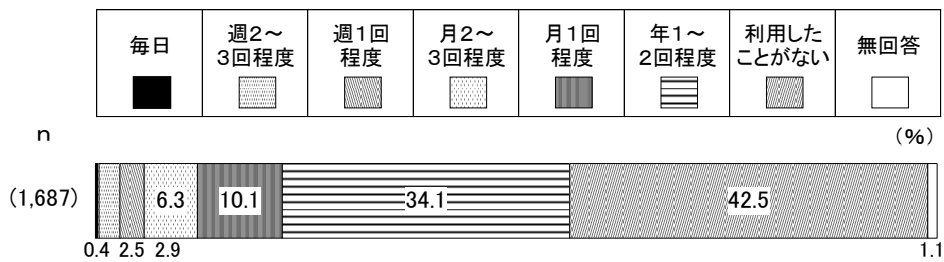 毎日
週2～
3回程度
週1回
程度
月2～
3回程度
月1回
程度
年1～
2回程度
利用した
ことがない
無回答
n
(%)
(1,687)
6.3
10.1
34.1
42.5
0.4 2.5 2.9
1.1